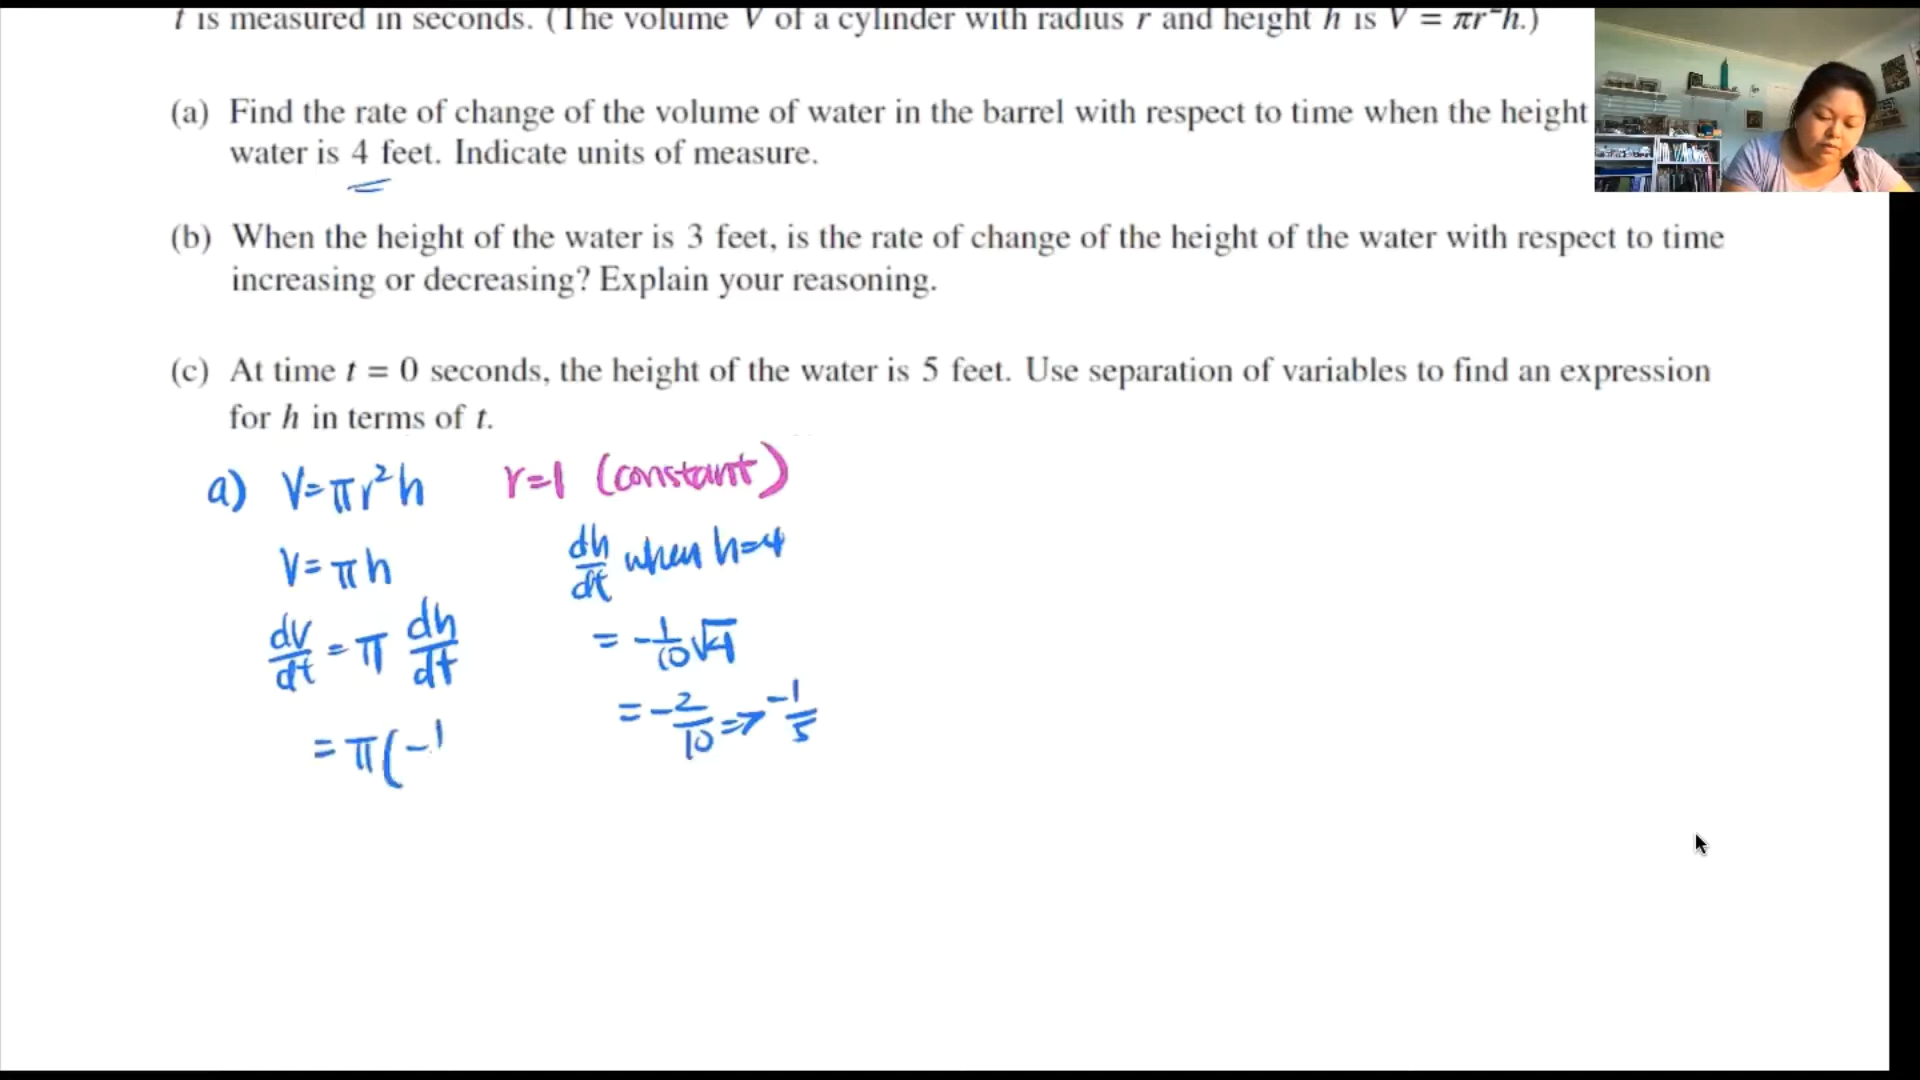 t is measured in seconds. (The volume V of a cylinder with radius r and height h is V = πr²h.)
(a) Find the rate of change of the volume of water in the barrel with respect to time when the height
water is 4 feet. Indicate units of measure.
(b) When the height of the water is 3 feet, is the rate of change of the height of the water with respect to time
increasing or decreasing? Explain your reasoning.
(c) At time t = 0 seconds, the height of the water is 5 feet. Use separation of variables to find an expression
for h in terms of t.
a) V=πr²h r=1 (constant)
V=πh
dh/dt when h=4
dV/dt = π dh/dt
= -1/10 √4
= -2/10 => -1/5
= π(-1